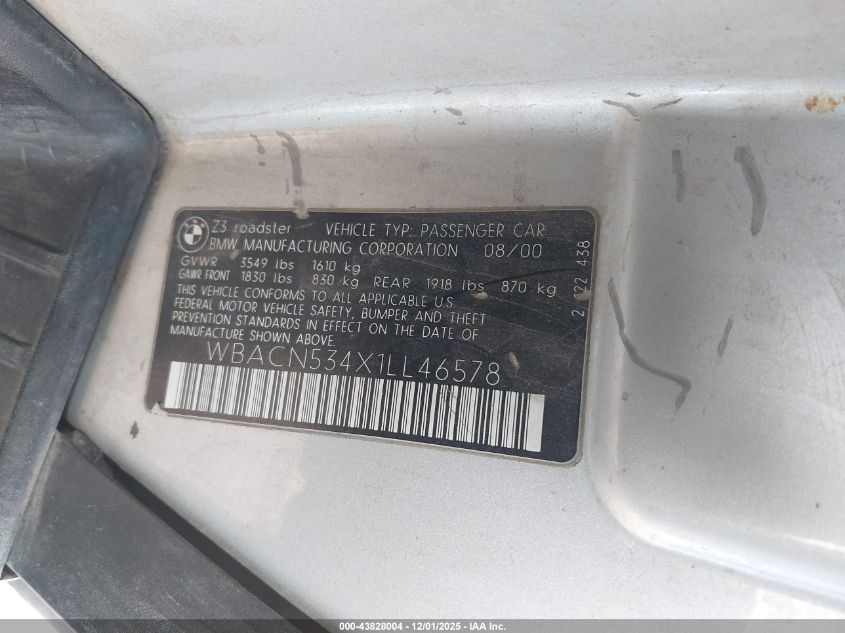 Z3 roadster VEHICLE TYP: PASSENGER CAR
BMW MANUFACTURING CORPORATION 08/00
GVWR 3549 lbs 1610 kg
GAWR FRONT 1830 lbs 830 kg REAR 1918 lbs 870 kg
THIS VEHICLE CONFORMS TO ALL APPLICABLE U.S.
FEDERAL MOTOR VEHICLE SAFETY, BUMPER AND THEFT
PREVENTION STANDARDS IN EFFECT ON THE DATE OF
MANUFACTURE SHOWN ABOVE.
WBACN534X1LL46578
438
000-43828004 • 12/01/2025 - IAA Inc.